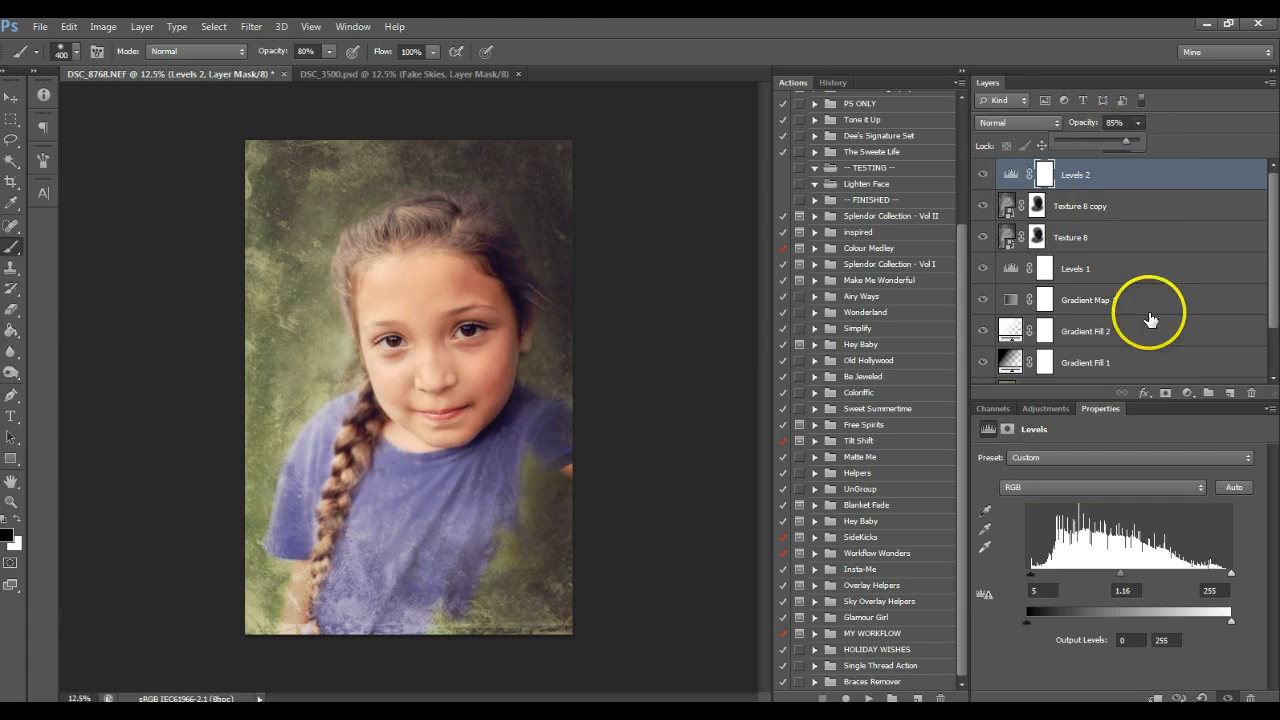 Ps File Edit Image Layer Type Select Filter 3D View Window Help
400 Mode: Normal Opacity: 80% Flow: 100% Mine
DSC_8768.NEF @ 12.5% (Levels 2, Layer Mask/8) * × DSC_3500.psd @ 12.5% (Fake Skies, Layer Mask/8) ×
Actions History
PS ONLY
Tone it Up
Dee's Signature Set
The Sweete Life
-- TESTING --
Lighten Face
-- FINISHED --
Splendor Collection - Vol II
inspired
Colour Medley
Splendor Collection - Vol I
Make Me Wonderful
Airy Ways
Wonderland
Simplify
Hey Baby
Old Hollywood
Be Jeweled
Coloriffic
Sweet Summertime
Free Spirits
Tilt Shift
Matte Me
Helpers
UnGroup
Blanket Fade
Hey Baby
SideKicks
Workflow Wonders
Insta-Me
Overlay Helpers
Sky Overlay Helpers
Glamour Girl
MY WORKFLOW
HOLIDAY WISHES
Single Thread Action
Braces Remover
Layers
Kind
Normal Opacity: 85%
Lock:
Levels 2
Texture 8 copy
Texture 8
Levels 1
Gradient Map
Gradient Fill 2
Gradient Fill 1
fx
Channels Adjustments Properties
Levels
Preset: Custom
RGB Auto
5 1.16 255
Output Levels: 0 255
12.5% sRGB IEC61966-2.1 (8bpc)